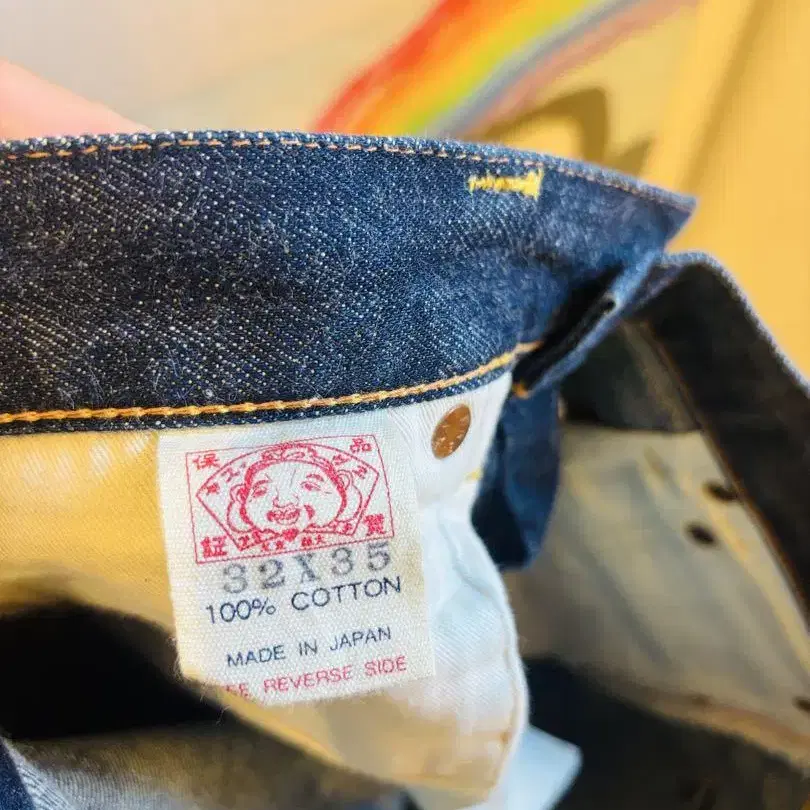 保 品
証 質
32X35
100% COTTON
MADE IN JAPAN
REVERSE SIDE